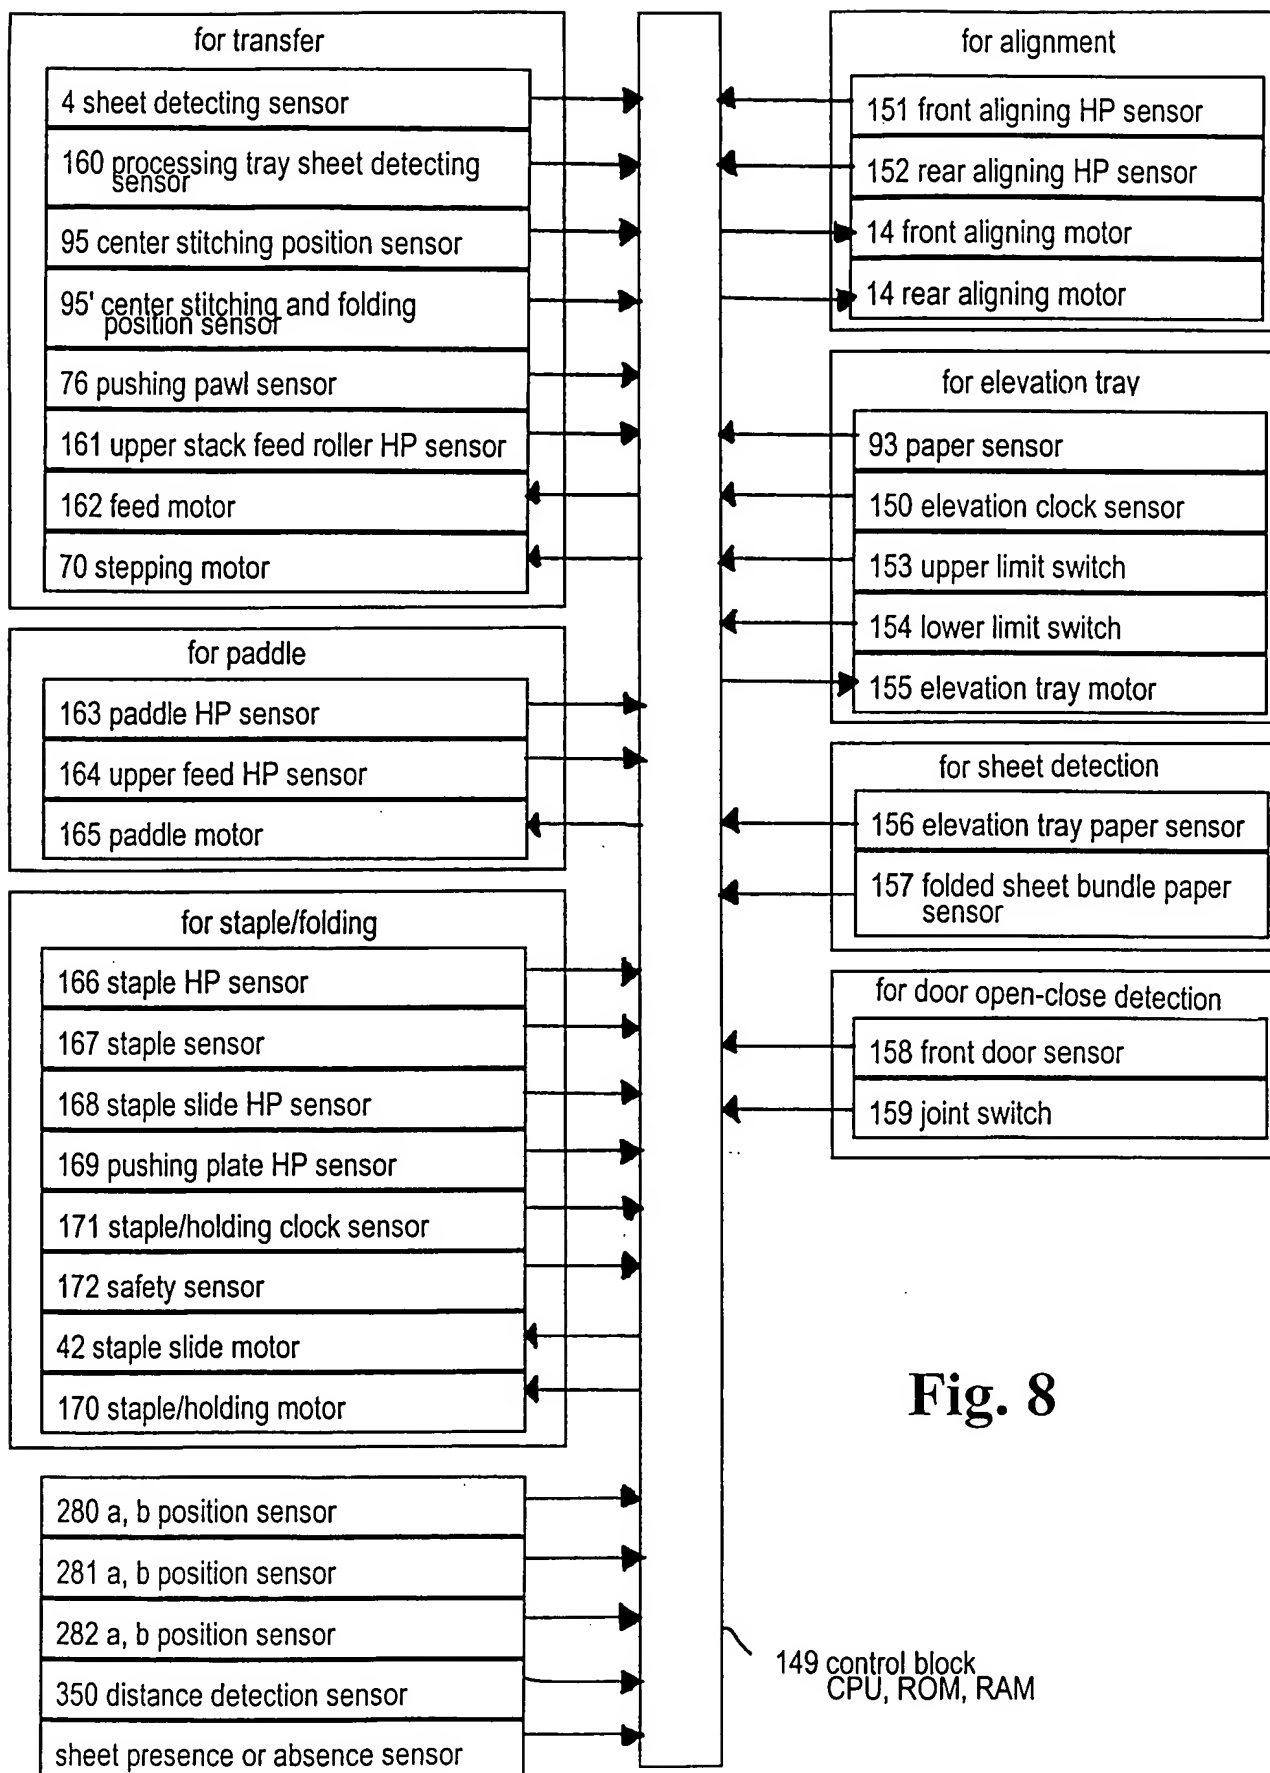 for transfer
4 sheet detecting sensor
160 processing tray sheet detecting
sensor
95 center stitching position sensor
95' center stitching and folding
position sensor
76 pushing pawl sensor
161 upper stack feed roller HP sensor
162 feed motor
70 stepping motor
for paddle
163 paddle HP sensor
164 upper feed HP sensor
165 paddle motor
for staple/folding
166 staple HP sensor
167 staple sensor
168 staple slide HP sensor
169 pushing plate HP sensor
171 staple/holding clock sensor
172 safety sensor
42 staple slide motor
170 staple/holding motor
280 a, b position sensor
281 a, b position sensor
282 a, b position sensor
350 distance detection sensor
sheet presence or absence sensor
for alignment
151 front aligning HP sensor
152 rear aligning HP sensor
14 front aligning motor
14 rear aligning motor
for elevation tray
93 paper sensor
150 elevation clock sensor
153 upper limit switch
154 lower limit switch
155 elevation tray motor
for sheet detection
156 elevation tray paper sensor
157 folded sheet bundle paper
sensor
for door open-close detection
158 front door sensor
159 joint switch
Fig. 8
149 control block
CPU, ROM, RAM